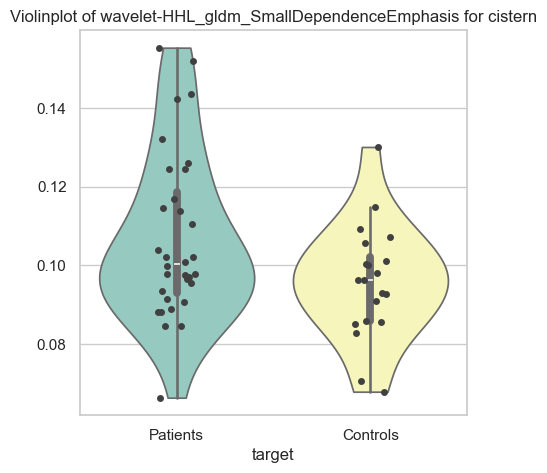 Violinplot of wavelet-HHL_gldm_SmallDependenceEmphasis for cistern
0.14
0.12
0.10
0.08
Patients
Controls
target